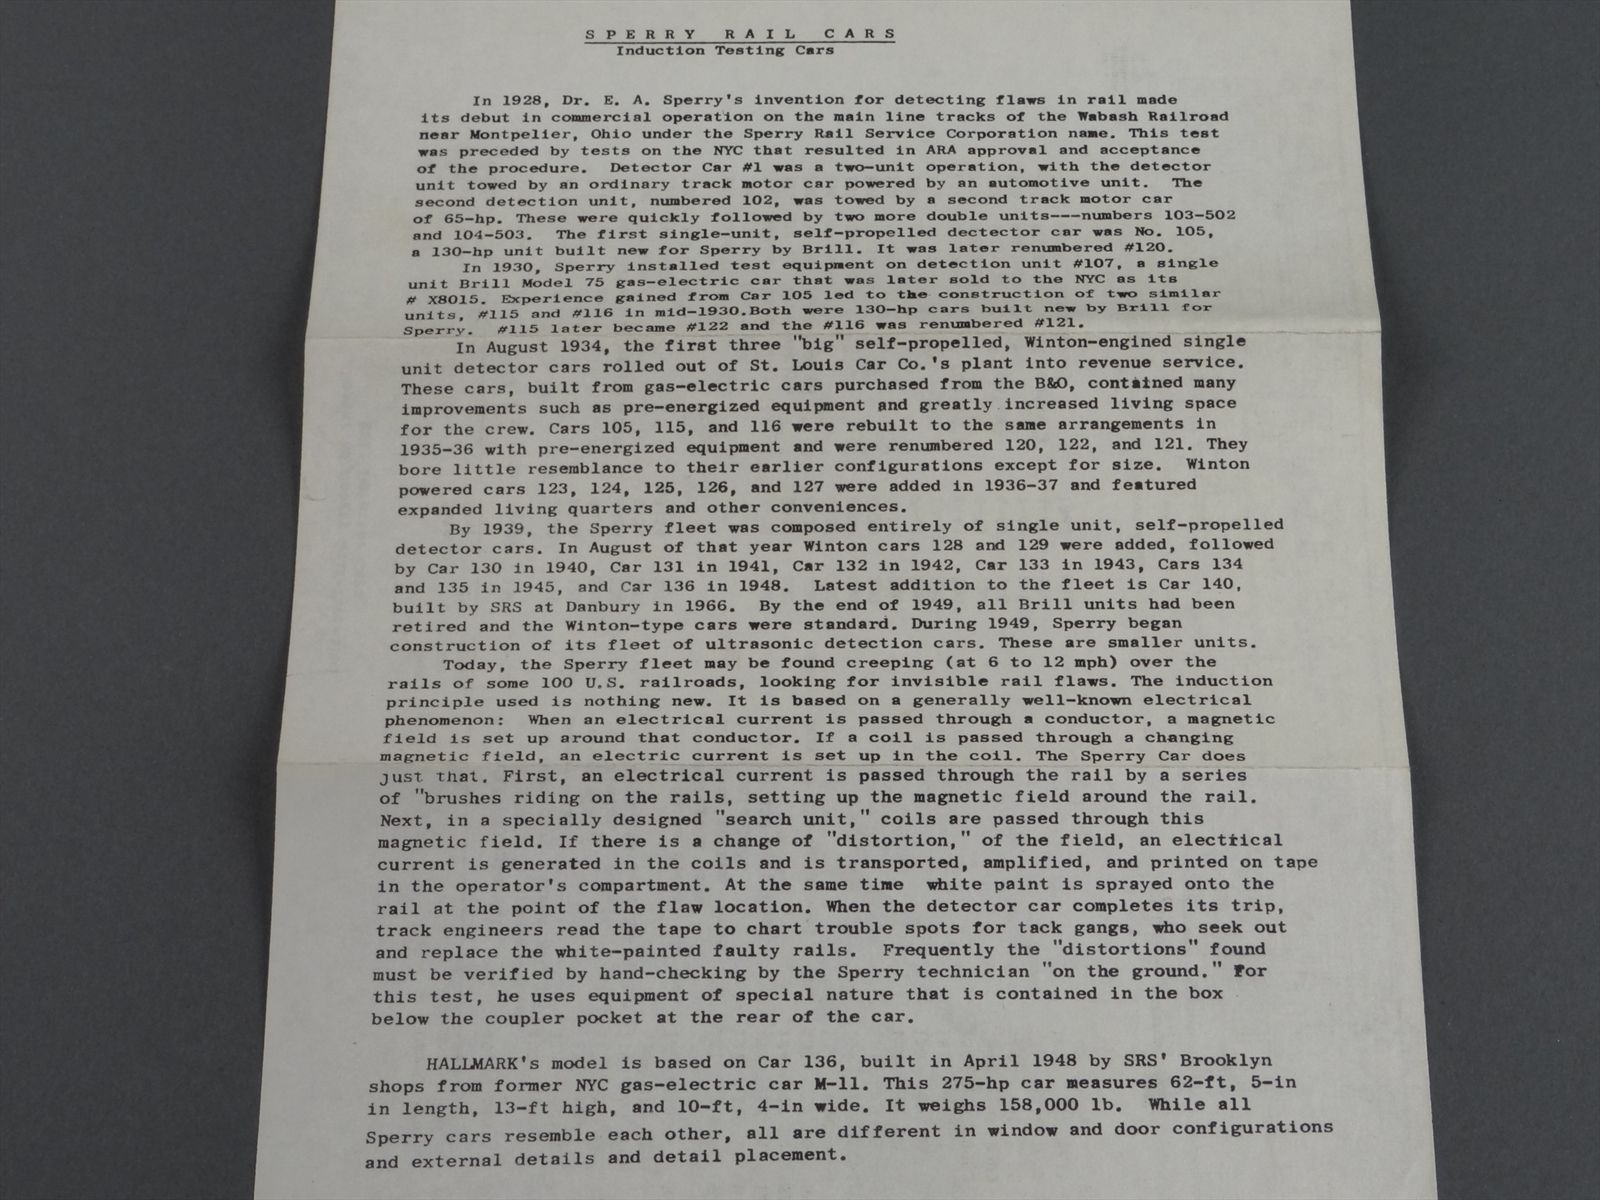 SPERRY RAIL CARS
Induction Testing Cars
In 1928, Dr. E. A. Sperry's invention for detecting flaws in rail made
its debut in commercial operation on the main line tracks of the Wabash Railroad
near Montpelier, Ohio under the Sperry Rail Service Corporation name. This test
was preceded by tests on the NYC that resulted in ARA approval and acceptance
of the procedure. Detector Car #1 was a two-unit operation, with the detector
unit towed by an ordinary track motor car powered by an automotive unit. The
second detection unit, numbered 102, was towed by a second track motor car
of 65-hp. These were quickly followed by two more double units---numbers 103-502
and 104-503. The first single-unit, self-propelled dectector car was No. 105,
a 130-hp unit built new for Sperry by Brill. It was later renumbered #120.
In 1930, Sperry installed test equipment on detection unit #107, a single
unit Brill Model 75 gas-electric car that was later sold to the NYC as its
# X8015. Experience gained from Car 105 led to the construction of two similar
units, #115 and #116 in mid-1930.Both were 130-hp cars built new by Brill for
Sperry. #115 later became #122 and the #116 was renumbered #121.
In August 1934, the first three "big" self-propelled, Winton-engined single
unit detector cars rolled out of St. Louis Car Co.'s plant into revenue service.
These cars, built from gas-electric cars purchased from the B&O, contained many
improvements such as pre-energized equipment and greatly increased living space
for the crew. Cars 105, 115, and 116 were rebuilt to the same arrangements in
1935-36 with pre-energized equipment and were renumbered 120, 122, and 121. They
bore little resemblance to their earlier configurations except for size. Winton
powered cars 123, 124, 125, 126, and 127 were added in 1936-37 and featured
expanded living quarters and other conveniences.
By 1939, the Sperry fleet was composed entirely of single unit, self-propelled
detector cars. In August of that year Winton cars 128 and 129 were added, followed
by Car 130 in 1940, Car 131 in 1941, Car 132 in 1942, Car 133 in 1943, Cars 134
and 135 in 1945, and Car 136 in 1948. Latest addition to the fleet is Car 140,
built by SRS at Danbury in 1966. By the end of 1949, all Brill units had been
retired and the Winton-type cars were standard. During 1949, Sperry began
construction of its fleet of ultrasonic detection cars. These are smaller units.
Today, the Sperry fleet may be found creeping (at 6 to 12 mph) over the
rails of some 100 U.S. railroads, looking for invisible rail flaws. The induction
principle used is nothing new. It is based on a generally well-known electrical
phenomenon: When an electrical current is passed through a conductor, a magnetic
field is set up around that conductor. If a coil is passed through a changing
magnetic field, an electric current is set up in the coil. The Sperry Car does
just that. First, an electrical current is passed through the rail by a series
of "brushes riding on the rails, setting up the magnetic field around the rail.
Next, in a specially designed "search unit," coils are passed through this
magnetic field. If there is a change of "distortion," of the field, an electrical
current is generated in the coils and is transported, amplified, and printed on tape
in the operator's compartment. At the same time white paint is sprayed onto the
rail at the point of the flaw location. When the detector car completes its trip,
track engineers read the tape to chart trouble spots for tack gangs, who seek out
and replace the white-painted faulty rails. Frequently the "distortions" found
must be verified by hand-checking by the Sperry technician "on the ground." For
this test, he uses equipment of special nature that is contained in the box
below the coupler pocket at the rear of the car.
HALLMARK's model is based on Car 136, built in April 1948 by SRS' Brooklyn
shops from former NYC gas-electric car M-11. This 275-hp car measures 62-ft, 5-in
in length, 13-ft high, and 10-ft, 4-in wide. It weighs 158,000 lb. While all
Sperry cars resemble each other, all are different in window and door configurations
and external details and detail placement.